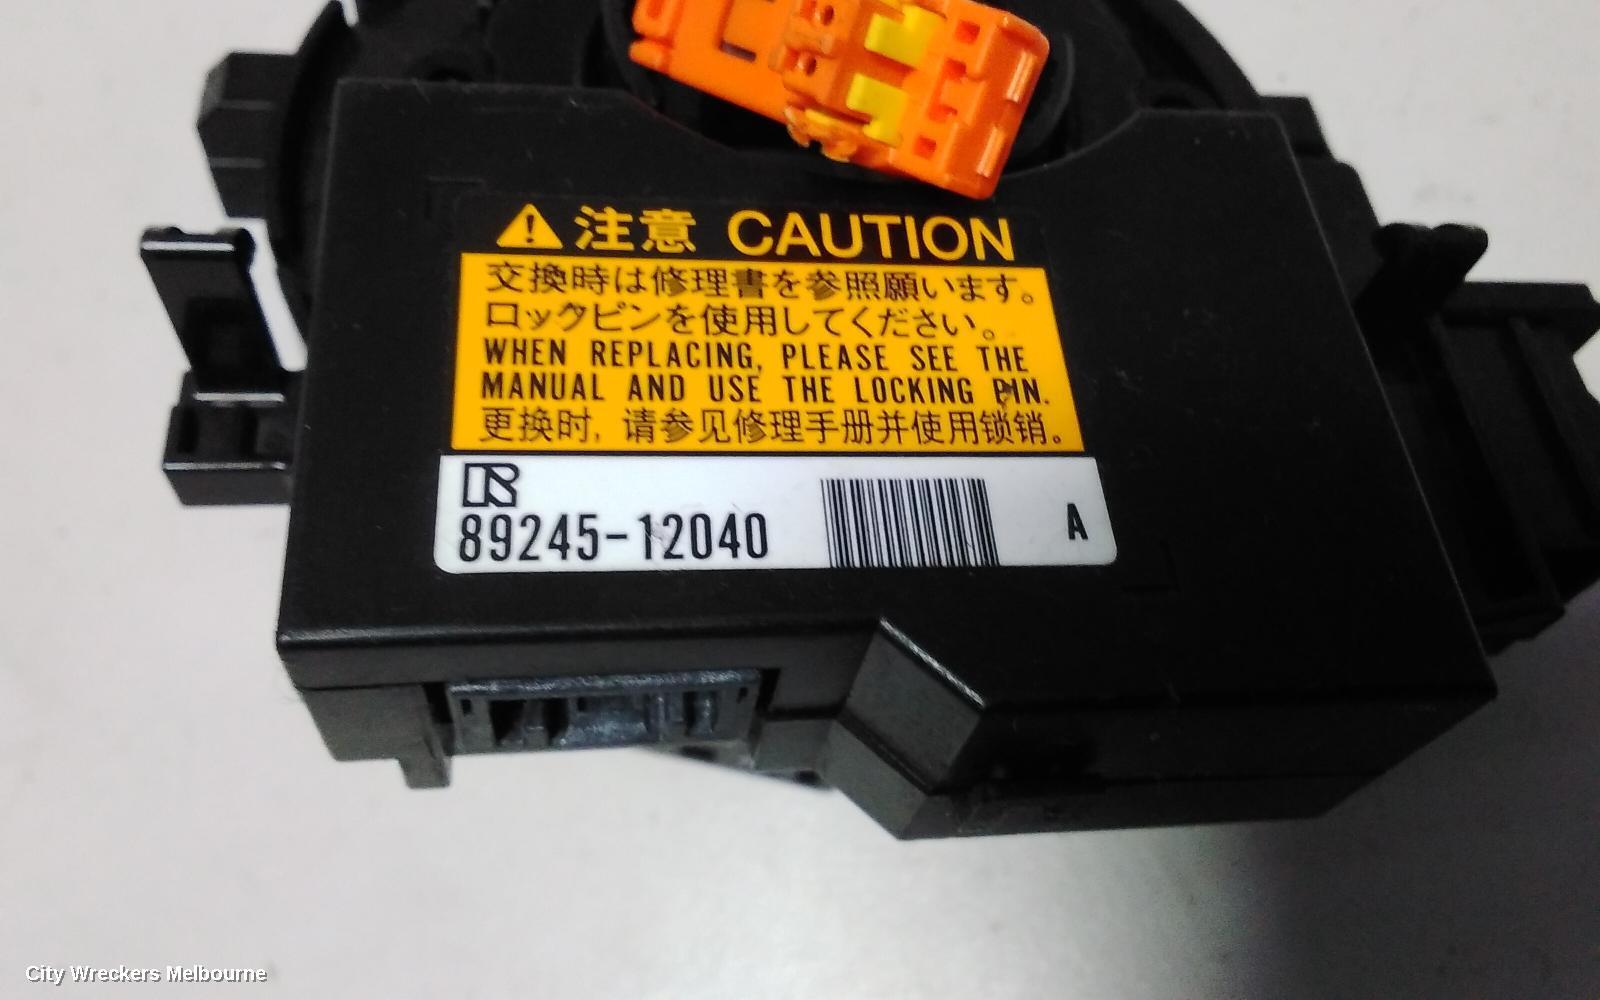 注意 CAUTION
交換時は修理書を参照願います。
ロックピンを使用してください。
WHEN REPLACING, PLEASE SEE THE
MANUAL AND USE THE LOCKING PIN.
更换时, 请参见修理手册并使用锁销。
89245-12040
A
City Wreckers Melbourne